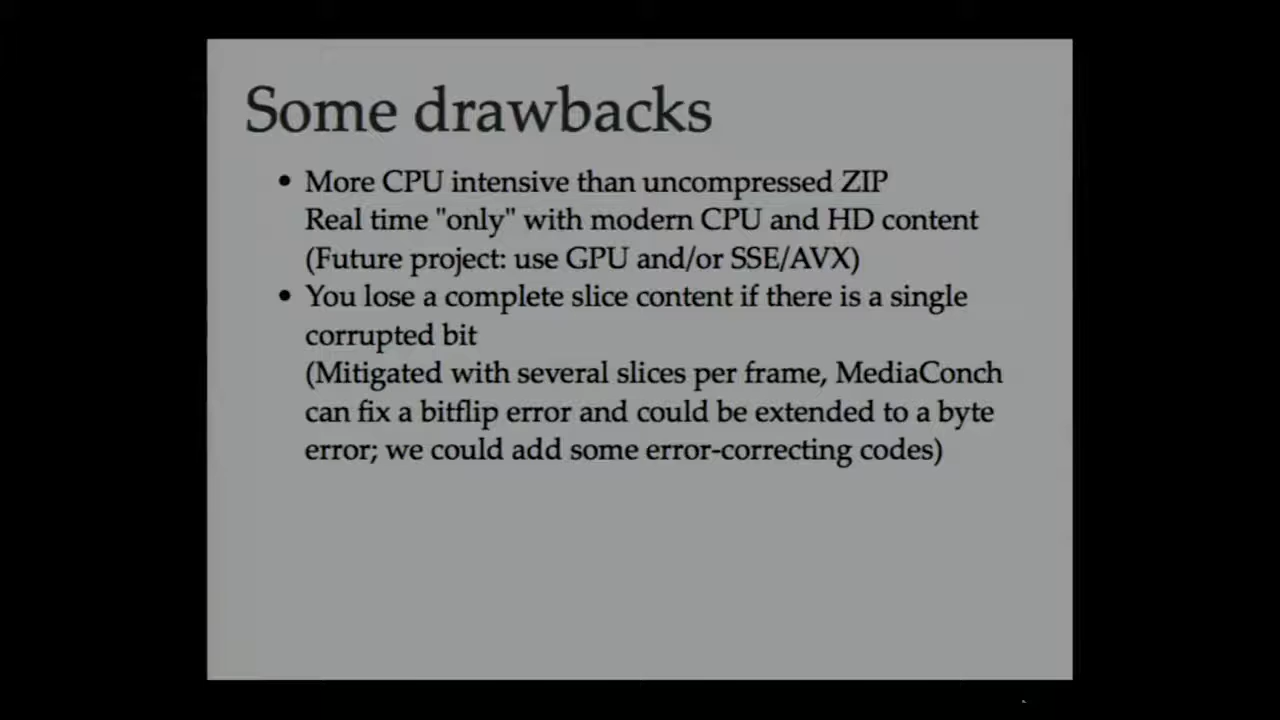 Some drawbacks
• More CPU intensive than uncompressed ZIP
Real time "only" with modern CPU and HD content
(Future project: use GPU and/or SSE/AVX)
• You lose a complete slice content if there is a single
corrupted bit
(Mitigated with several slices per frame, MediaConch
can fix a bitflip error and could be extended to a byte
error; we could add some error-correcting codes)